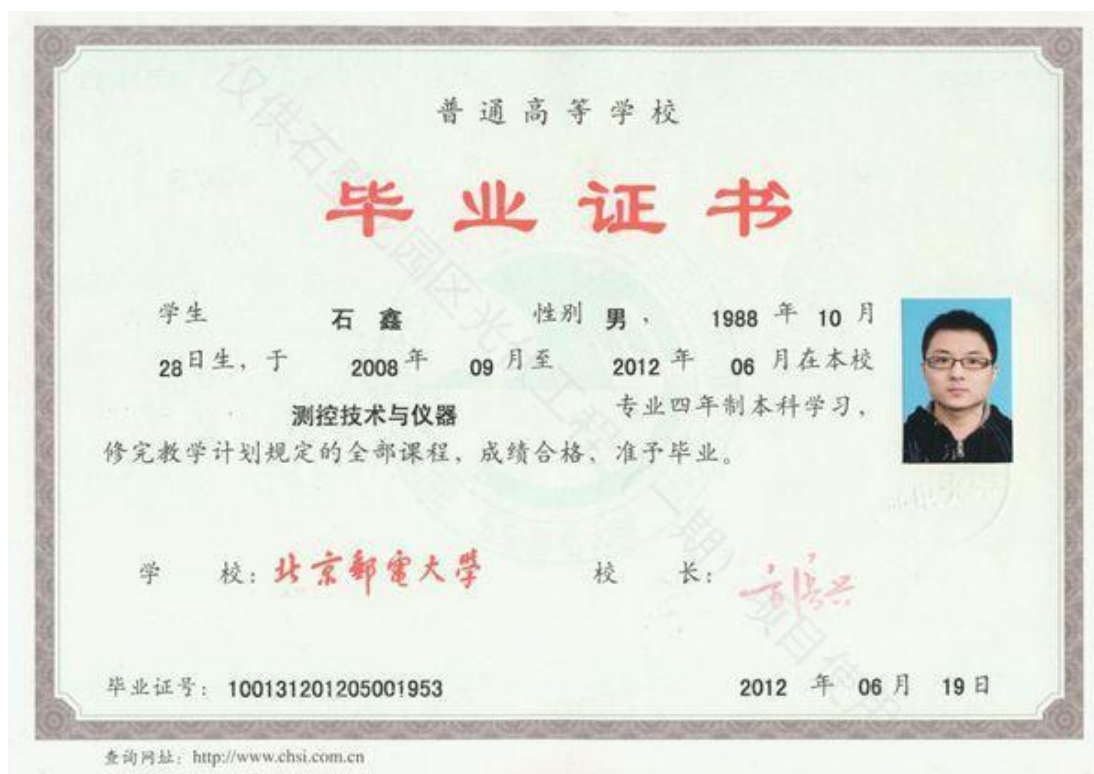 普通高等学校
毕业证书
学生 石鑫 性别 男、 1988 年 10 月
28日生，于 2008 年 09 月至 2012 年 06 月在本校
测控技术与仪器 专业四年制本科学习，
修完教学计划规定的全部课程、成绩合格、准予毕业。
学 校：北京郵電大學 校 长：
毕业证号：100131201205001953 2012 年 06 月 19 日
查询网址：http://www.chsi.com.cn